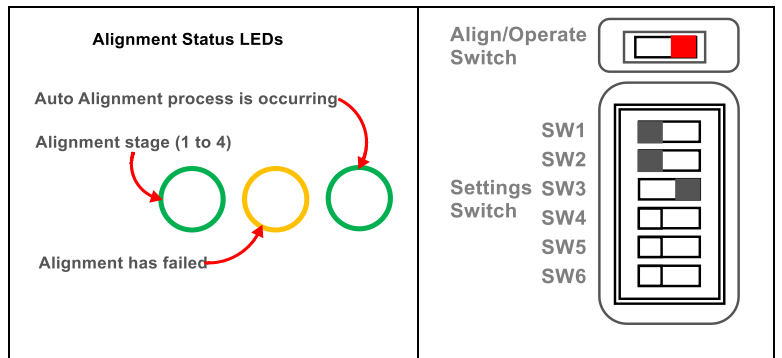 Alignment Status LEDs
Auto Alignment process is occurring
Alignment stage (1 to 4)
Alignment has failed
Align/Operate
Switch
SW1
SW2
Settings SW3
Switch SW4
SW5
SW6